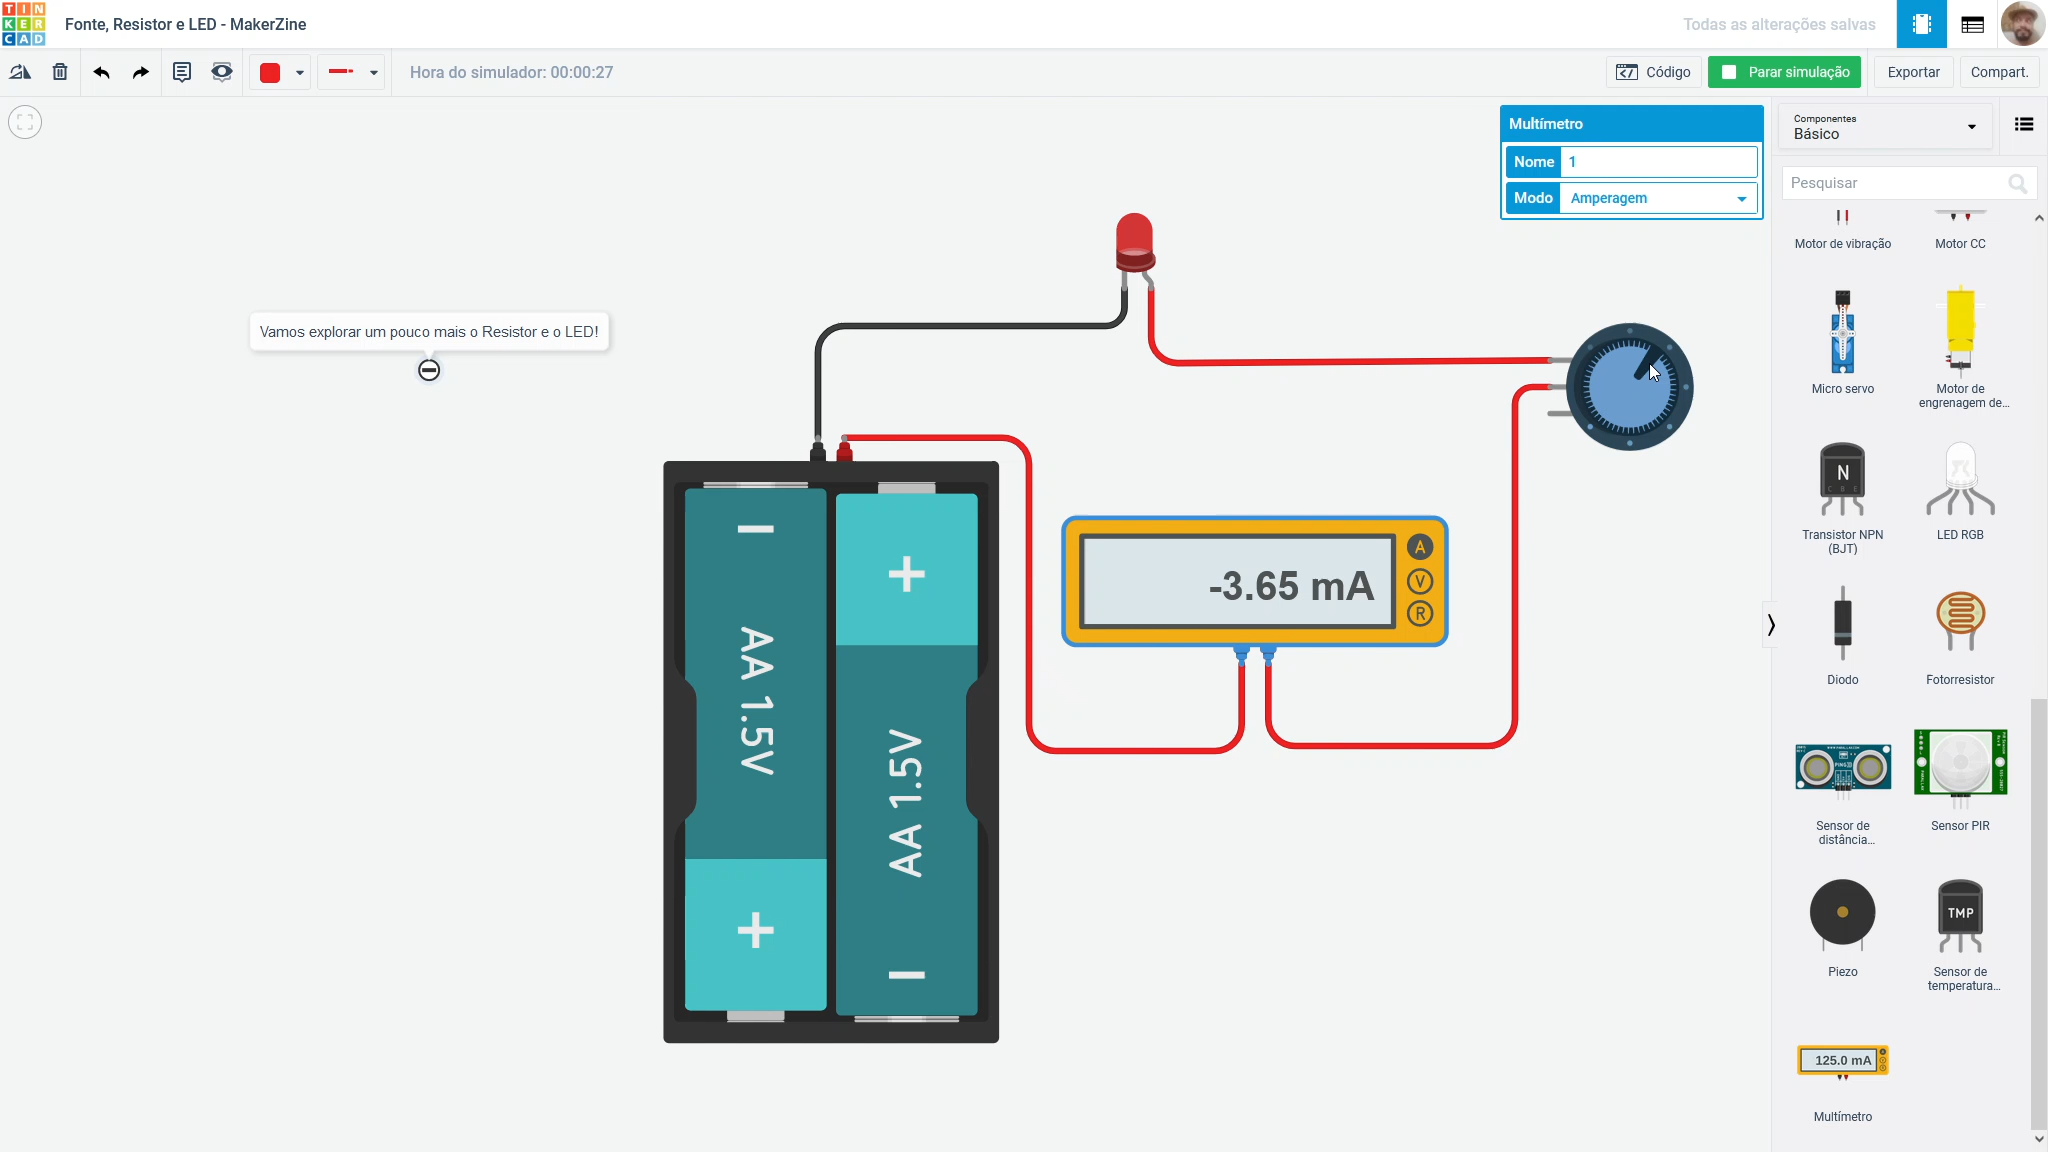 TIN
KER
CAD
Fonte, Resistor e LED - MakerZine
Todas as alterações salvas
Hora do simulador: 00:00:27
Código
Parar simulação
Exportar
Compart.
Multímetro
Nome 1
Modo Amperagem
Componentes
Básico
Pesquisar
Motor de vibração
Motor CC
Vamos explorar um pouco mais o Resistor e o LED!
Micro servo
Motor de
engrenagem de...
N
C B E
Transistor NPN
(BJT)
LED RGB
-3.65 mA
A
V
R
AA 1.5V
AA 1.5V
Diodo
Fotorresistor
Sensor de
distância...
Sensor PIR
TMP
Piezo
Sensor de
temperatura...
125.0 mA
Multímetro